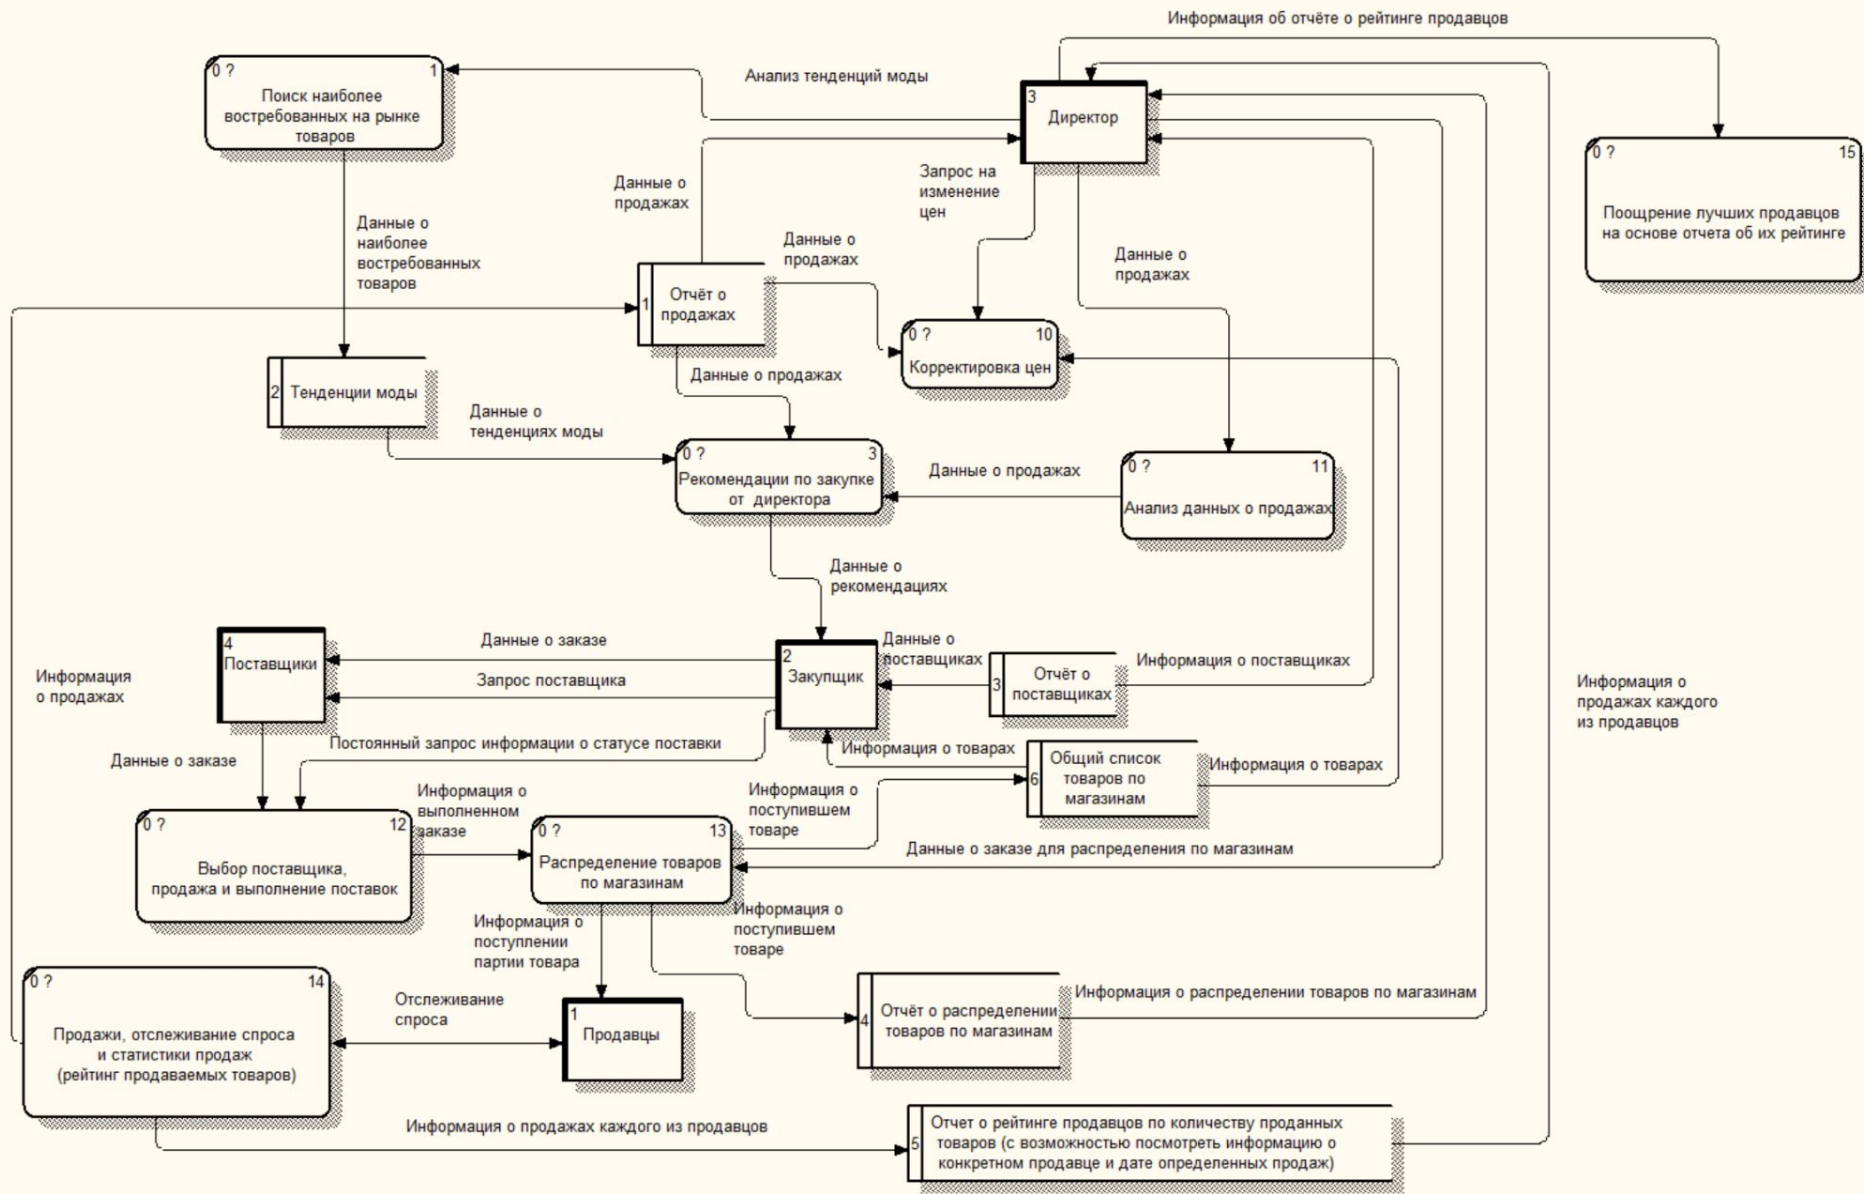 Информация об отчёте о рейтинге продавцов
0 ?
1
Поиск наиболее
востребованных на рынке
товаров
Анализ тенденций моды
3
Директор
0 ?
15
Поощрение лучших продавцов
на основе отчета об их рейтинге
Данные о
продажах
Запрос на
изменение
цен
Данные о
наиболее
востребованных
товаров
Данные о
продажах
Данные о
продажах
1
Отчёт о
продажах
0 ?
10
Корректировка цен
2
Тенденции моды
Данные о продажах
Данные о
тенденциях моды
0 ?
3
Рекомендации по закупке
от директора
Данные о продажах
0 ?
11
Анализ данных о продажах
Данные о
рекомендациях
4
Поставщики
Данные о заказе
Запрос поставщика
2
Закупщик
Данные о
поставщиках
3
Отчёт о
поставщиках
Информация о поставщиках
Информация
о продажах
Информация о
продажах каждого
из продавцов
Постоянный запрос информации о статусе поставки
Данные о заказе
Информация о товарах
6
Общий список
товаров по
магазинам
Информация о товарах
Информация о
выполненном
заказе
Информация о
поступившем
товаре
0 ?
12
Выбор поставщика,
продажа и выполнение поставок
0 ?
13
Распределение товаров
по магазинам
Данные о заказе для распределения по магазинам
Информация о
поступлении
партии товара
Информация о
поступившем
товаре
0 ?
14
Продажи, отслеживание спроса
и статистики продаж
(рейтинг продаваемых товаров)
Отслеживание
спроса
1
Продавцы
4
Отчёт о распределении
товаров по магазинам
Информация о распределении товаров по магазинам
Информация о продажах каждого из продавцов
5
Отчет о рейтинге продавцов по количеству проданных
товаров (с возможностью посмотреть информацию о
конкретном продавце и дате определенных продаж)